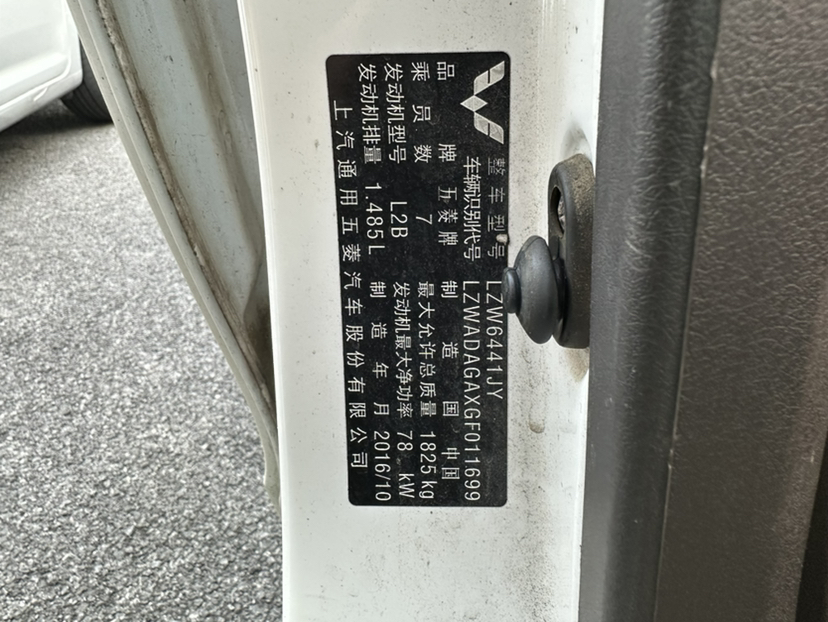 整车型号 LZW6441JY
车辆识别代号 LZWADAGAXGF011699
品牌 五菱牌 制造国 中国
乘员数 7 最大允许总质量 1825kg
发动机型号 L2B 发动机最大净功率 78 kW
发动机排量 1.485L 制造年月 2016/10
上汽通用五菱汽车股份有限公司